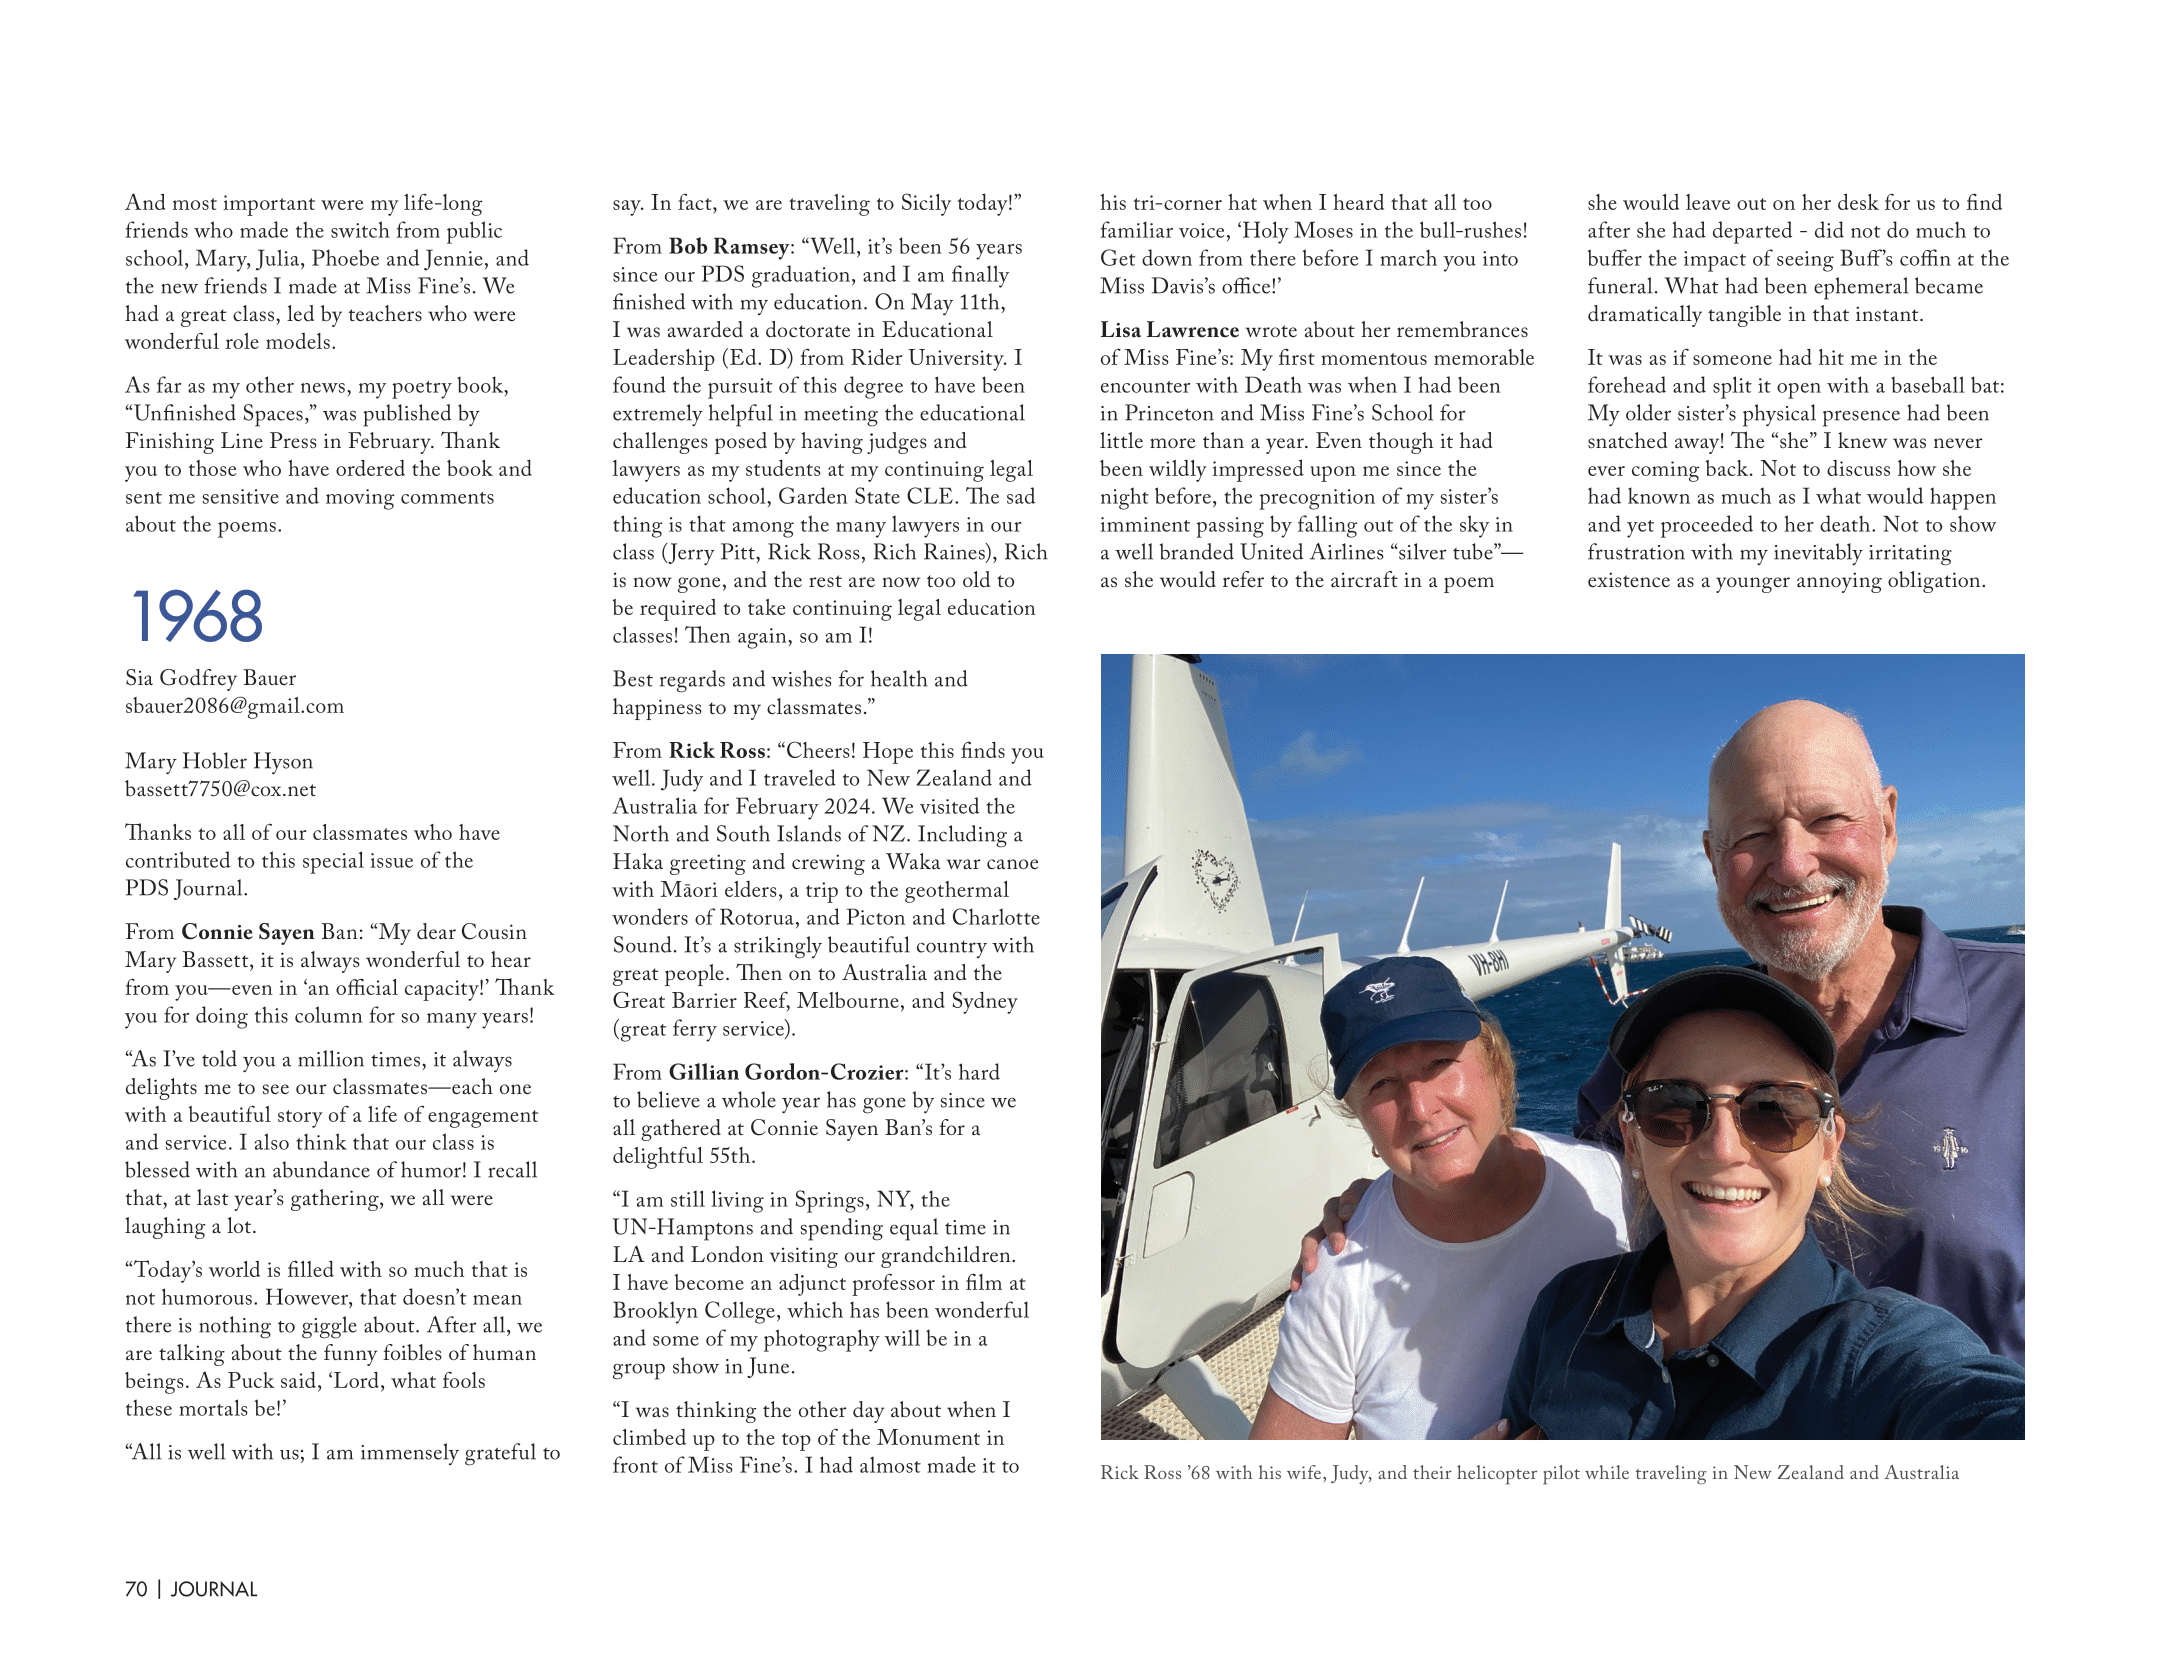 And most important were my life-long
friends who made the switch from public
school, Mary, Julia, Phoebe and Jennie, and
the new friends I made at Miss Fine’s. We
had a great class, led by teachers who were
wonderful role models.
As far as my other news, my poetry book,
“Unfinished Spaces,” was published by
Finishing Line Press in February. Thank
you to those who have ordered the book and
sent me sensitive and moving comments
about the poems.
1968
Sia Godfrey Bauer
sbauer2086@gmail.com
Mary Hobler Hyson
bassett7750@cox.net
Thanks to all of our classmates who have
contributed to this special issue of the
PDS Journal.
From Connie Sayen Ban: “My dear Cousin
Mary Bassett, it is always wonderful to hear
from you—even in ‘an official capacity!’ Thank
you for doing this column for so many years!
“As I’ve told you a million times, it always
delights me to see our classmates—each one
with a beautiful story of a life of engagement
and service. I also think that our class is
blessed with an abundance of humor! I recall
that, at last year’s gathering, we all were
laughing a lot.
“Today’s world is filled with so much that is
not humorous. However, that doesn’t mean
there is nothing to giggle about. After all, we
are talking about the funny foibles of human
beings. As Puck said, ‘Lord, what fools
these mortals be!’
“All is well with us; I am immensely grateful to
say. In fact, we are traveling to Sicily today!”
From Bob Ramsey: “Well, it’s been 56 years
since our PDS graduation, and I am finally
finished with my education. On May 11th,
I was awarded a doctorate in Educational
Leadership (Ed. D) from Rider University. I
found the pursuit of this degree to have been
extremely helpful in meeting the educational
challenges posed by having judges and
lawyers as my students at my continuing legal
education school, Garden State CLE. The sad
thing is that among the many lawyers in our
class (Jerry Pitt, Rick Ross, Rich Raines), Rich
is now gone, and the rest are now too old to
be required to take continuing legal education
classes! Then again, so am I!
Best regards and wishes for health and
happiness to my classmates.”
From Rick Ross: “Cheers! Hope this finds you
well. Judy and I traveled to New Zealand and
Australia for February 2024. We visited the
North and South Islands of NZ. Including a
Haka greeting and crewing a Waka war canoe
with Māori elders, a trip to the geothermal
wonders of Rotorua, and Picton and Charlotte
Sound. It’s a strikingly beautiful country with
great people. Then on to Australia and the
Great Barrier Reef, Melbourne, and Sydney
(great ferry service).
From Gillian Gordon-Crozier: “It’s hard
to believe a whole year has gone by since we
all gathered at Connie Sayen Ban’s for a
delightful 55th.
“I am still living in Springs, NY, the
UN-Hamptons and spending equal time in
LA and London visiting our grandchildren.
I have become an adjunct professor in film at
Brooklyn College, which has been wonderful
and some of my photography will be in a
group show in June.
“I was thinking the other day about when I
climbed up to the top of the Monument in
front of Miss Fine’s. I had almost made it to
his tri-corner hat when I heard that all too
familiar voice, ‘Holy Moses in the bull-rushes!
Get down from there before I march you into
Miss Davis’s office!’
Lisa Lawrence wrote about her remembrances
of Miss Fine’s: My first momentous memorable
encounter with Death was when I had been
in Princeton and Miss Fine’s School for
little more than a year. Even though it had
been wildly impressed upon me since the
night before, the precognition of my sister’s
imminent passing by falling out of the sky in
a well branded United Airlines “silver tube”—
as she would refer to the aircraft in a poem
she would leave out on her desk for us to find
after she had departed - did not do much to
buffer the impact of seeing Buff’s coffin at the
funeral. What had been ephemeral became
dramatically tangible in that instant.
It was as if someone had hit me in the
forehead and split it open with a baseball bat:
My older sister’s physical presence had been
snatched away! The “she” I knew was never
ever coming back. Not to discuss how she
had known as much as I what would happen
and yet proceeded to her death. Not to show
frustration with my inevitably irritating
existence as a younger annoying obligation.
VH-8HI
19 16
Rick Ross ’68 with his wife, Judy, and their helicopter pilot while traveling in New Zealand and Australia
70 | JOURNAL